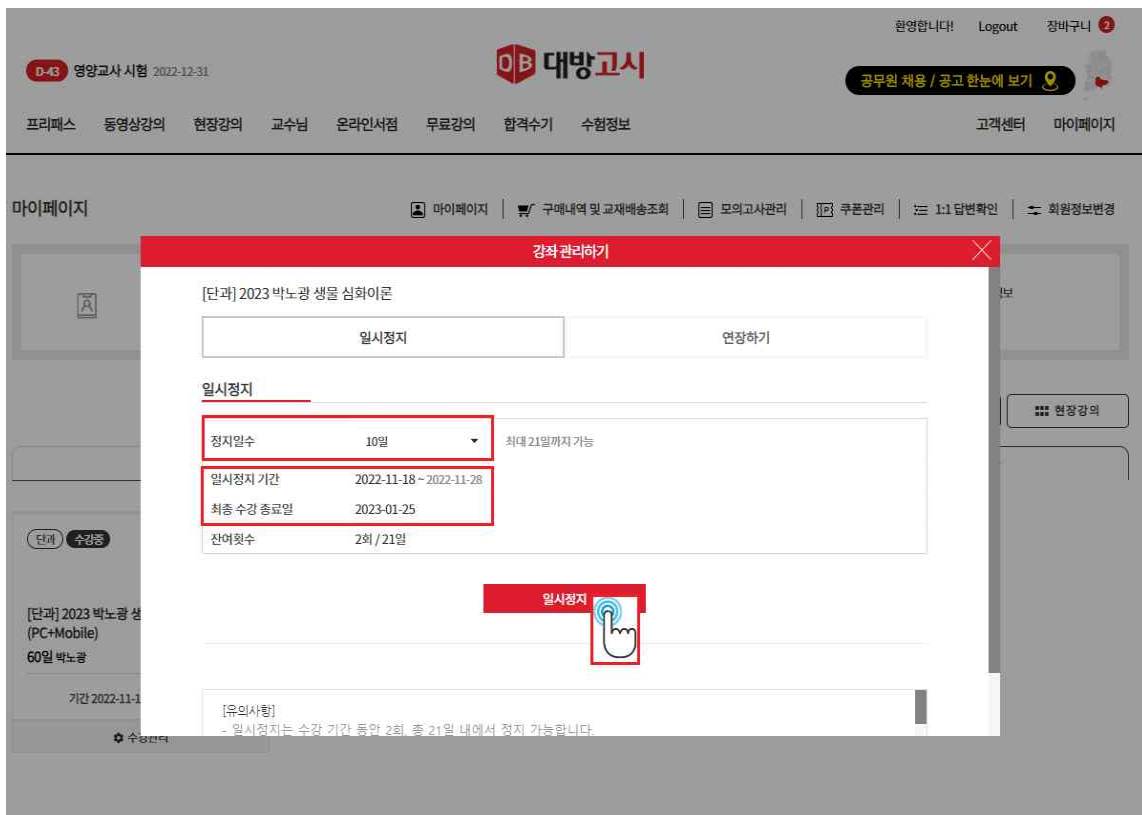 환영합니다! Logout 장바구니 2
D-43 영양교사 시험 2022-12-31
DB 대방고시
공무원 채용 / 공고 한눈에 보기
프리패스 동영상강의 현장강의 교수님 온라인서점 무료강의 합격수기 수험정보 고객센터 마이페이지
마이페이지
마이페이지 구매내역 및 교재배송조회 모의고사관리 쿠폰관리 1:1 답변확인 회원정보변경
강좌 관리하기
[단과] 2023 박노광 생물 심화이론
일시정지 연장하기
일시정지
정지일수 10일 최대 21일까지 가능
일시정지 기간 2022-11-18 ~ 2022-11-28
최종 수강 종료일 2023-01-25
잔여횟수 2회 / 21일
일시정지
[유의사항]
- 일시정지는 수강 기간 동안 2회, 총 21일 내에서 정지 가능합니다.
현장강의
단과 수강중
[단과] 2023 박노광 생
(PC+Mobile)
60일 박노광
기간 2022-11-1
수강관리